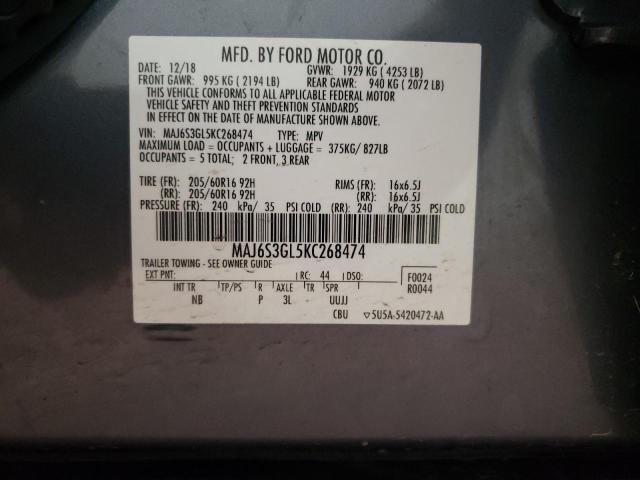 MFD. BY FORD MOTOR CO.
DATE: 12/18 GVWR: 1929 KG ( 4253 LB)
FRONT GAWR: 995 KG ( 2194 LB) REAR GAWR: 940 KG ( 2072 LB)
THIS VEHICLE CONFORMS TO ALL APPLICABLE FEDERAL MOTOR
VEHICLE SAFETY AND THEFT PREVENTION STANDARDS
IN EFFECT ON THE DATE OF MANUFACTURE SHOWN ABOVE.
VIN: MAJ6S3GL5KC268474 TYPE: MPV
MAXIMUM LOAD = OCCUPANTS + LUGGAGE = 375KG/ 827LB
OCCUPANTS = 5 TOTAL; 2 FRONT, 3 REAR
TIRE (FR): 205/60R16 92H RIMS (FR): 16x6.5J
(RR): 205/60R16 92H (RR): 16x6.5J
PRESSURE (FR): 240 kPa/ 35 PSI COLD (RR): 240 kPa/ 35 PSI COLD
MAJ6S3GL5KC268474
TRAILER TOWING - SEE OWNER GUIDE
EXT PNT: RC: 44 DSO: F0024
INT TR TP/PS R AXLE TR SPR R0044
NB P 3L UUJJ
CBU ▽5U5A-5420472-AA